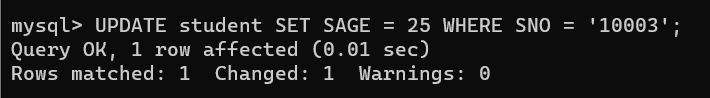 mysql> UPDATE student SET SAGE = 25 WHERE SNO = '10003';
Query OK, 1 row affected (0.01 sec)
Rows matched: 1  Changed: 1  Warnings: 0